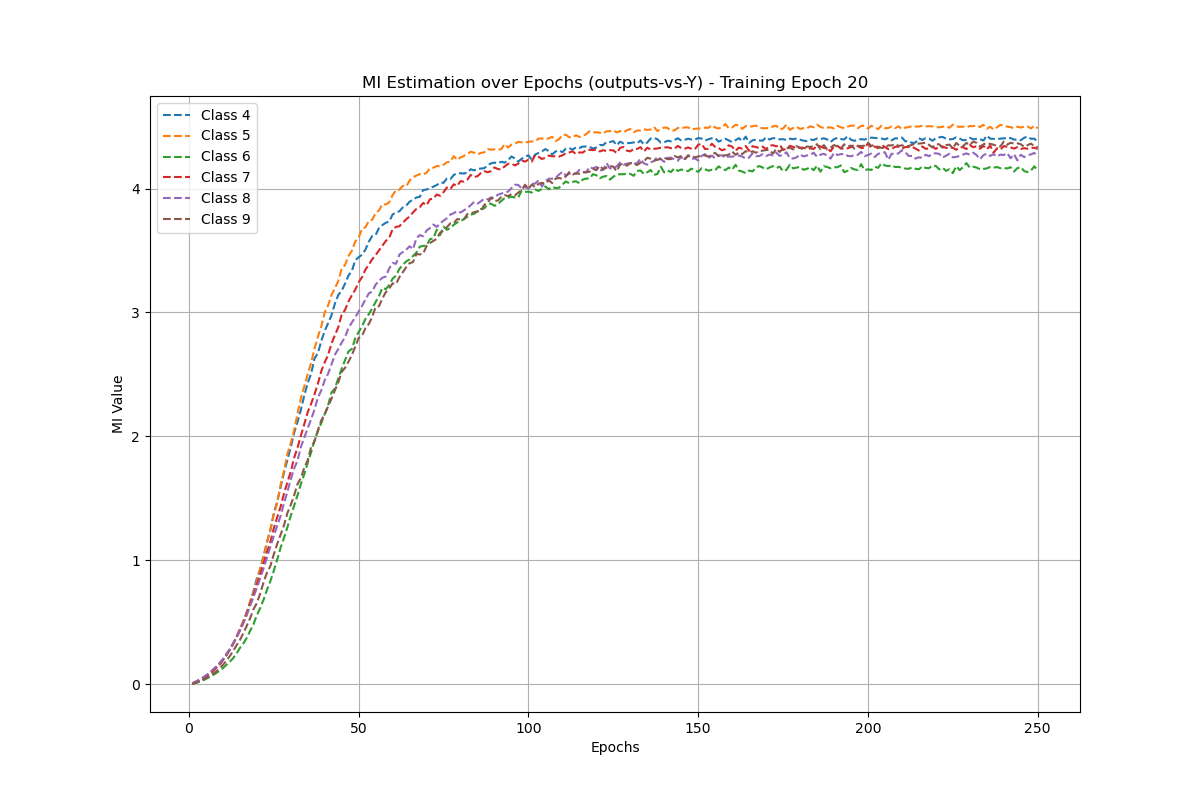 MI Estimation over Epochs (outputs-vs-Y) - Training Epoch 20
Class 4
Class 5
Class 6
Class 7
Class 8
Class 9
MI Value
4
3
2
1
0
0 50 100 150 200 250
Epochs